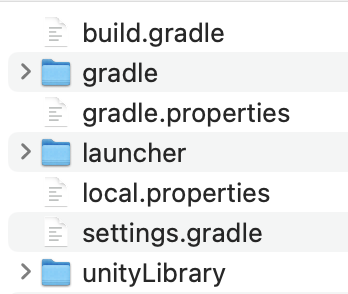 build.gradle
gradle
gradle.properties
launcher
local.properties
settings.gradle
unityLibrary